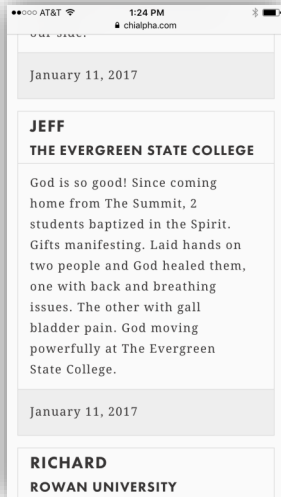 AT&T 1:24 PM
chialpha.com
our side.
January 11, 2017
JEFF
THE EVERGREEN STATE COLLEGE
God is so good! Since coming
home from The Summit, 2
students baptized in the Spirit.
Gifts manifesting. Laid hands on
two people and God healed them,
one with back and breathing
issues. The other with gall
bladder pain. God moving
powerfully at The Evergreen
State College.
January 11, 2017
RICHARD
ROWAN UNIVERSITY